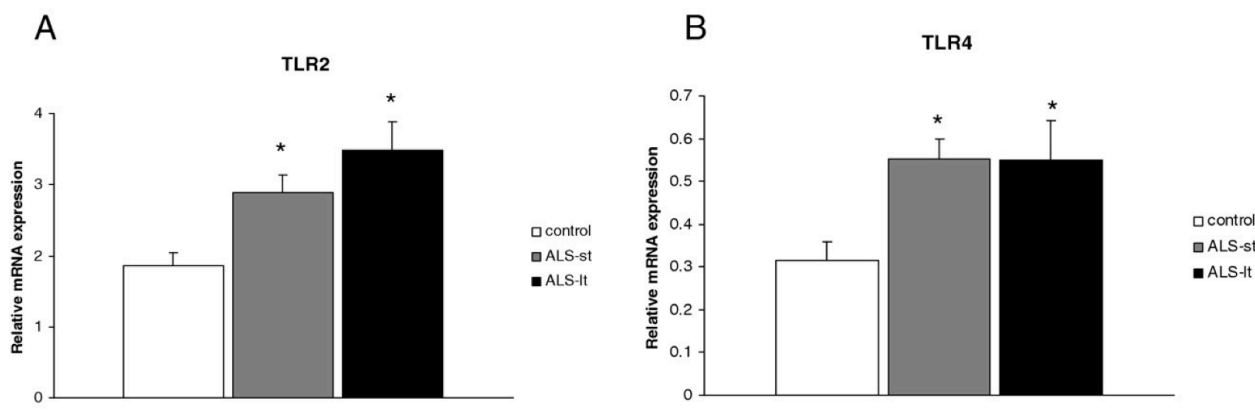 A
TLR2
Relative mRNA expression
4
3
2
1
0
*
*
control
ALS-st
ALS-lt
B
TLR4
Relative mRNA expression
0.7
0.6
0.5
0.4
0.3
0.2
0.1
0
*
*
control
ALS-st
ALS-lt